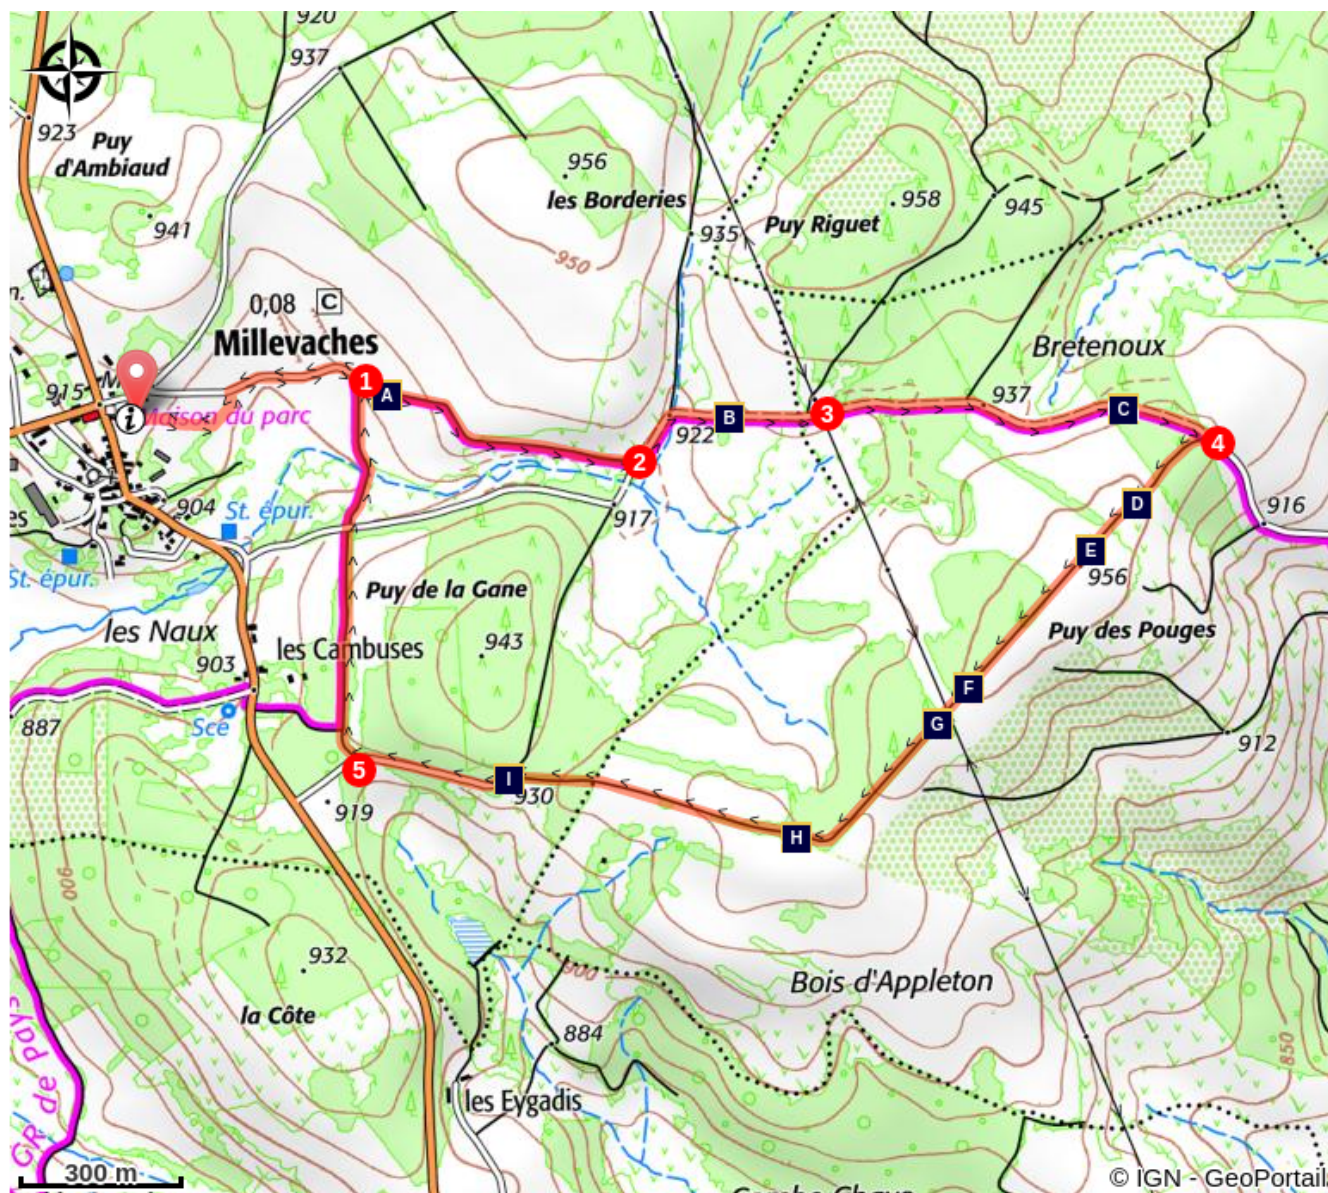 920
937
923
Puy
d'Ambiaud
956
les Borderies
958
945
935
Puy Riguet
941
950
0,08 C
Millevaches
Bretenoux
915
1
A
i
Maison du parc
B
3
937
C
4
922
2
904
St. épur.
917
D
916
E
956
St. épur.
Puy de la Gane
les Naux
Puy des Pouges
943
les Cambuses
903
F
887
Sce
G
912
5
I
930
919
H
900
932
Bois d'Appleton
900
la Côte
884
850
GR de Pays
les Eygadis
300 m
© IGN - GeoPortail